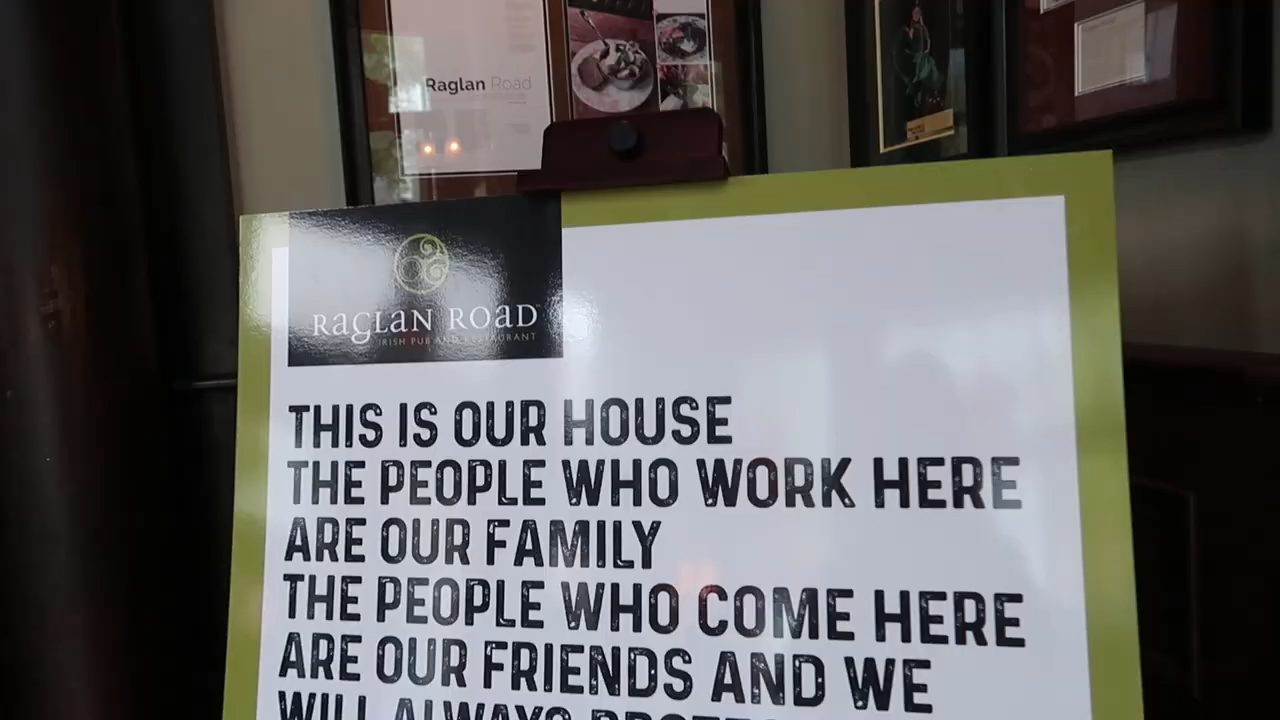 Raglan Road
RAGLAN ROAD
IRISH PUB AND RESTAURANT
THIS IS OUR HOUSE
THE PEOPLE WHO WORK HERE
ARE OUR FAMILY
THE PEOPLE WHO COME HERE
ARE OUR FRIENDS AND WE
WILL ALWAYS